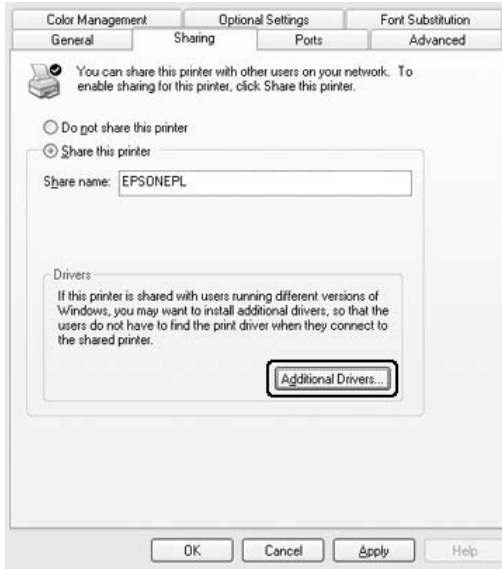 Color Management Optional Settings Font Substitution
General Sharing Ports Advanced
You can share this printer with other users on your network. To
enable sharing for this printer, click Share this printer.
Do not share this printer
Share this printer
Share name: EPSONEPL
Drivers
If this printer is shared with users running different versions of
Windows, you may want to install additional drivers, so that the
users do not have to find the print driver when they connect to
the shared printer.
Additional Drivers...
OK Cancel Apply Help